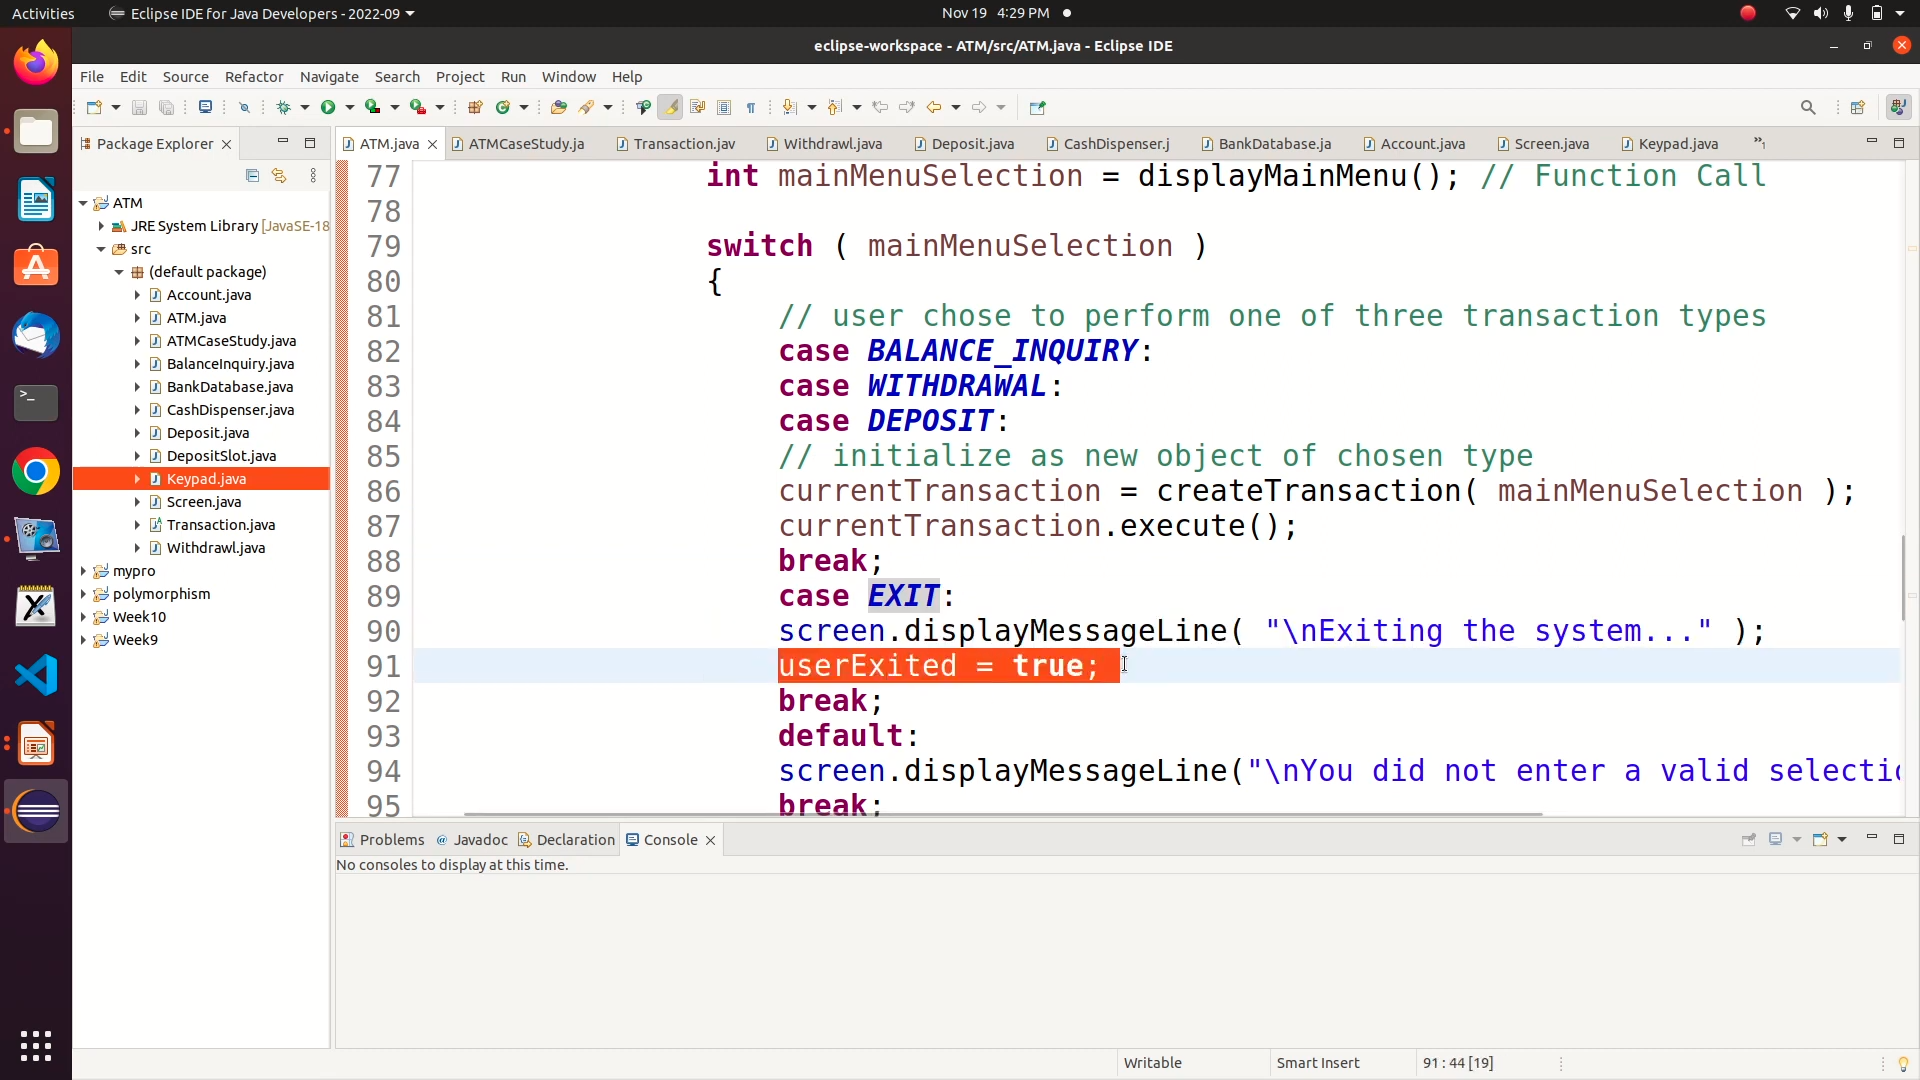 Activities
Eclipse IDE for Java Developers - 2022-09
Nov 19 4:29 PM
eclipse-workspace - ATM/src/ATM.java - Eclipse IDE
File Edit Source Refactor Navigate Search Project Run Window Help
Package Explorer
ATM.java
ATMCaseStudy.ja
Transaction.jav
Withdrawl.java
Deposit.java
CashDispenser.j
BankDatabase.ja
Account.java
Screen.java
Keypad.java
ATM
JRE System Library [JavaSE-18
src
(default package)
Account.java
ATM.java
ATMCaseStudy.java
BalanceInquiry.java
BankDatabase.java
CashDispenser.java
Deposit.java
DepositSlot.java
Keypad.java
Screen.java
Transaction.java
Withdrawl.java
mypro
polymorphism
Week10
Week9
77 int mainMenuSelection = displayMainMenu(); // Function Call
78
79 switch ( mainMenuSelection )
80 {
81 // user chose to perform one of three transaction types
82 case BALANCE_INQUIRY:
83 case WITHDRAWAL:
84 case DEPOSIT:
85 // initialize as new object of chosen type
86 currentTransaction = createTransaction( mainMenuSelection );
87 currentTransaction.execute();
88 break;
89 case EXIT:
90 screen.displayMessageLine( "\nExiting the system..." );
91 userExited = true;
92 break;
93 default:
94 screen.displayMessageLine("\nYou did not enter a valid selectio
95 break;
Problems
@ Javadoc
Declaration
Console
No consoles to display at this time.
Writable
Smart Insert
91 : 44 [19]